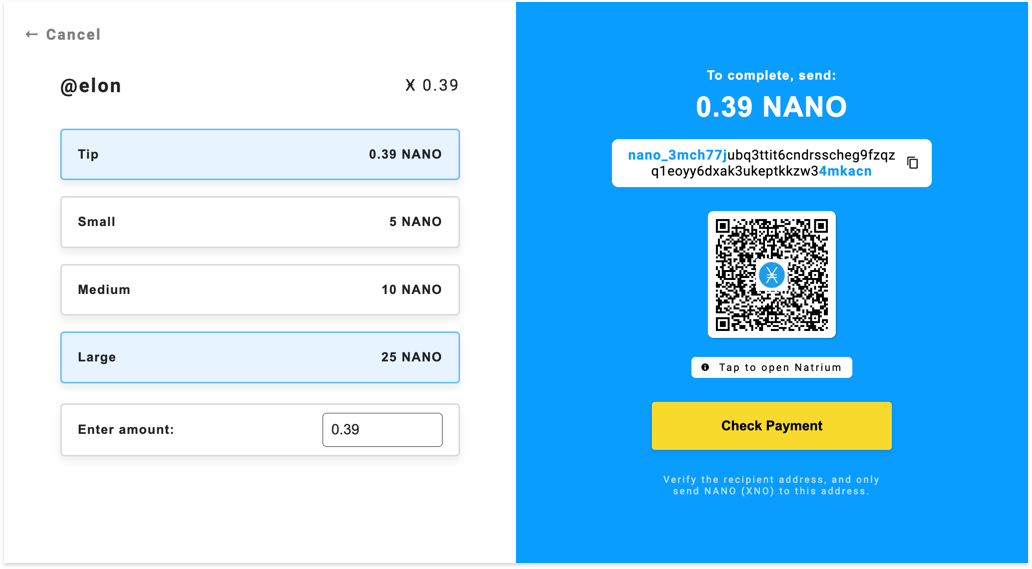 ← Cancel
@elon
X 0.39
Tip 0.39 NANO
Small 5 NANO
Medium 10 NANO
Large 25 NANO
Enter amount: 0.39
To complete, send:
0.39 NANO
nano_3mch77jubq3ttit6cndrsscheg9fzqz
q1eoyy6dxak3ukeptkkzw34mkacn
Tap to open Natrium
Check Payment
Verify the recipient address, and only
send NANO (XNO) to this address.